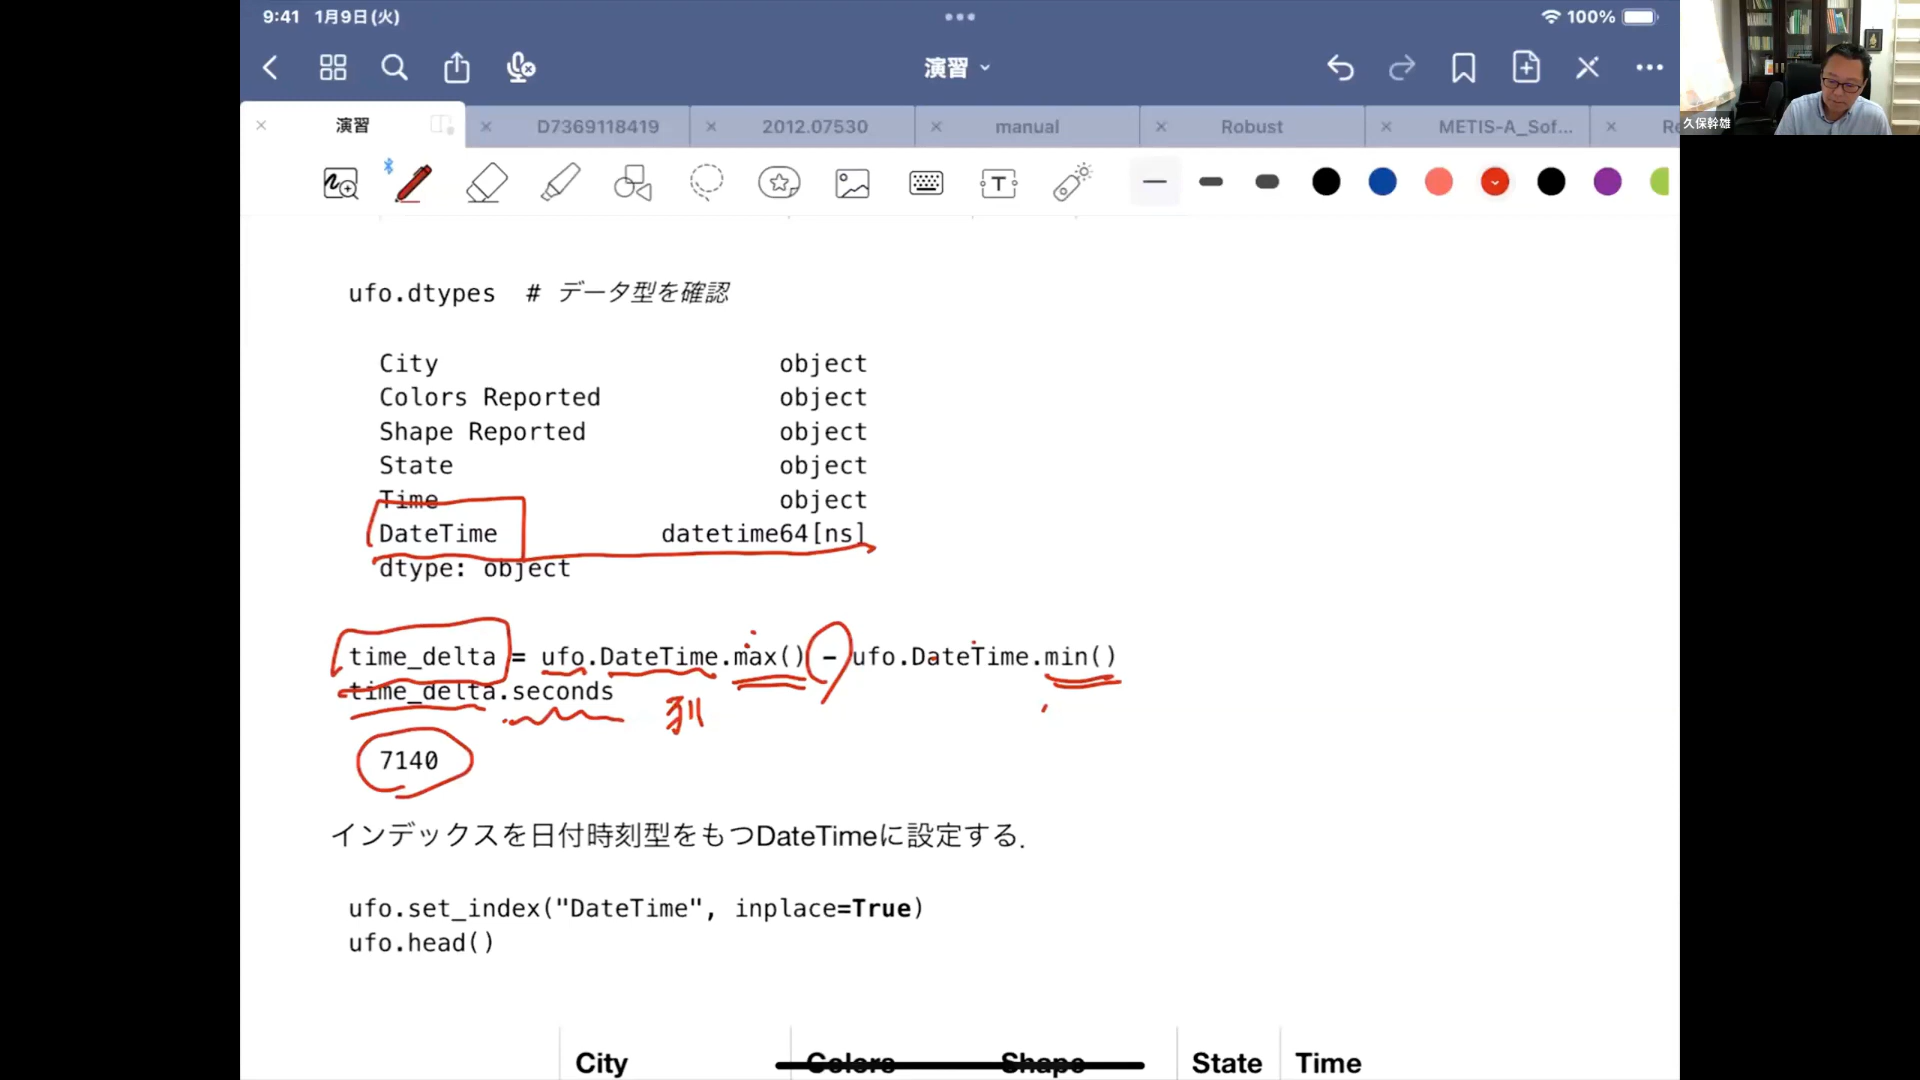 9:41 1月9日(火)
100%
演習
久保幹雄
演習
D7369118419
2012.07530
manual
Robust
METIS-A_Sof...
ufo.dtypes # データ型を確認
City object
Colors Reported object
Shape Reported object
State object
Time object
DateTime datetime64[ns]
dtype: object
time_delta = ufo.DateTime.max() - ufo.DateTime.min()
time_delta.seconds
列
7140
インデックスを日付時刻型をもつDateTimeに設定する.
ufo.set_index("DateTime", inplace=True)
ufo.head()
City Colors Shape State Time